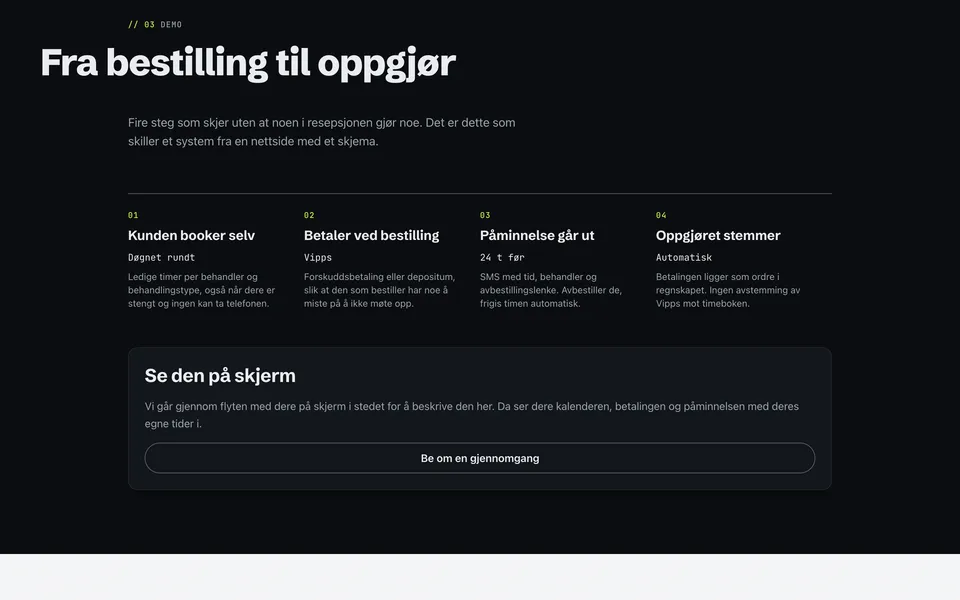 // 03 DEMO
Fra bestilling til oppgjør
Fire steg som skjer uten at noen i resepsjonen gjør noe. Det er dette som
skiller et system fra en nettside med et skjema.
01
Kunden booker selv
Døgnet rundt
Ledige timer per behandler og
behandlingstype, også når dere er
stengt og ingen kan ta telefonen.
02
Betaler ved bestilling
Vipps
Forskuddsbetaling eller depositum,
slik at den som bestiller har noe å
miste på å ikke møte opp.
03
Påminnelse går ut
24 t før
SMS med tid, behandler og
avbestillingslenke. Avbestiller de,
frigis timen automatisk.
04
Oppgjøret stemmer
Automatisk
Betalingen ligger som ordre i
regnskapet. Ingen avstemming av
Vipps mot timeboken.
Se den på skjerm
Vi går gjennom flyten med dere på skjerm i stedet for å beskrive den her. Da ser dere kalenderen, betalingen og påminnelsen med deres
egne tider i.
Be om en gjennomgang